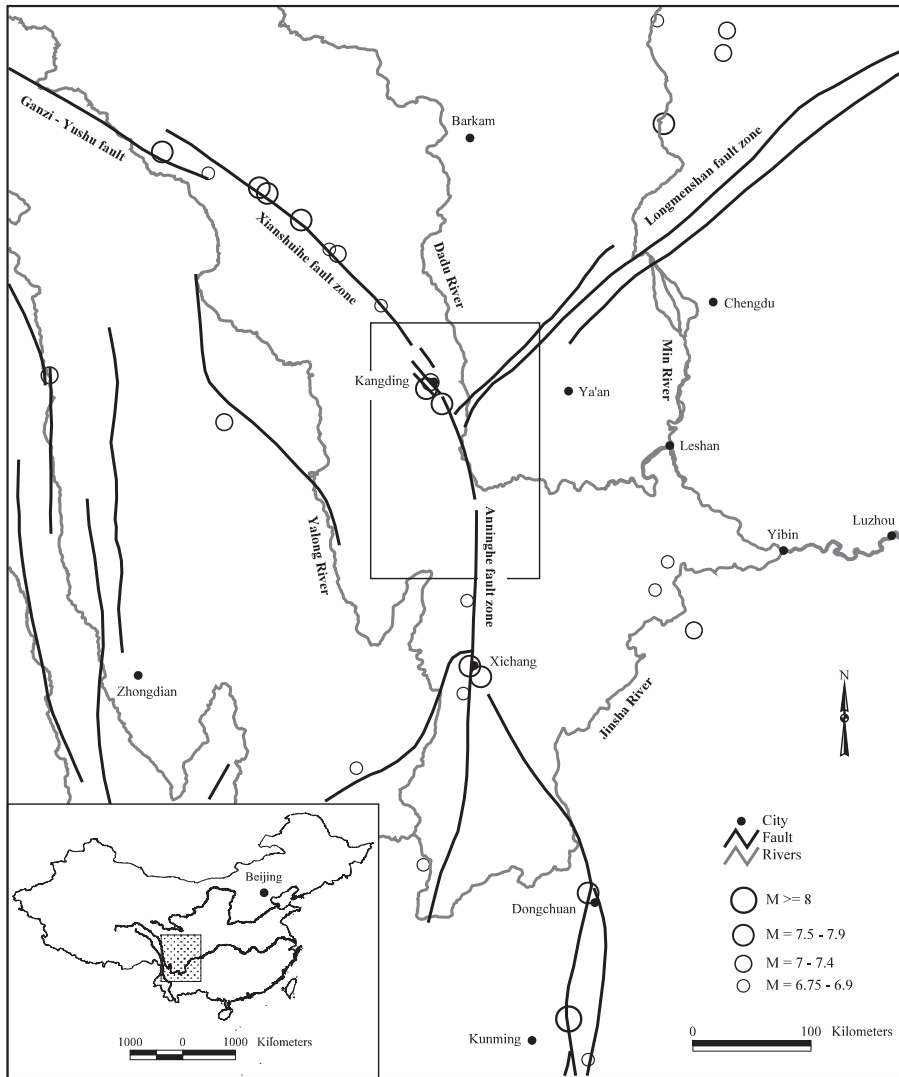 Ganzi - Yushu fault
Barkam
Longmenshan fault zone
Xianshuihe fault zone
Dadu River
Chengdu
Min River
Kangding
Ya'an
Leshan
Yalong River
Anninghe fault zone
Yibin
Luzhou
Xichang
Zhongdian
Jinsha River
N
City
Fault
Rivers
Beijing
Dongchuan
M >= 8
M = 7.5 - 7.9
M = 7 - 7.4
M = 6.75 - 6.9
Kunming
1000 0 1000 Kilometers
0 100 Kilometers